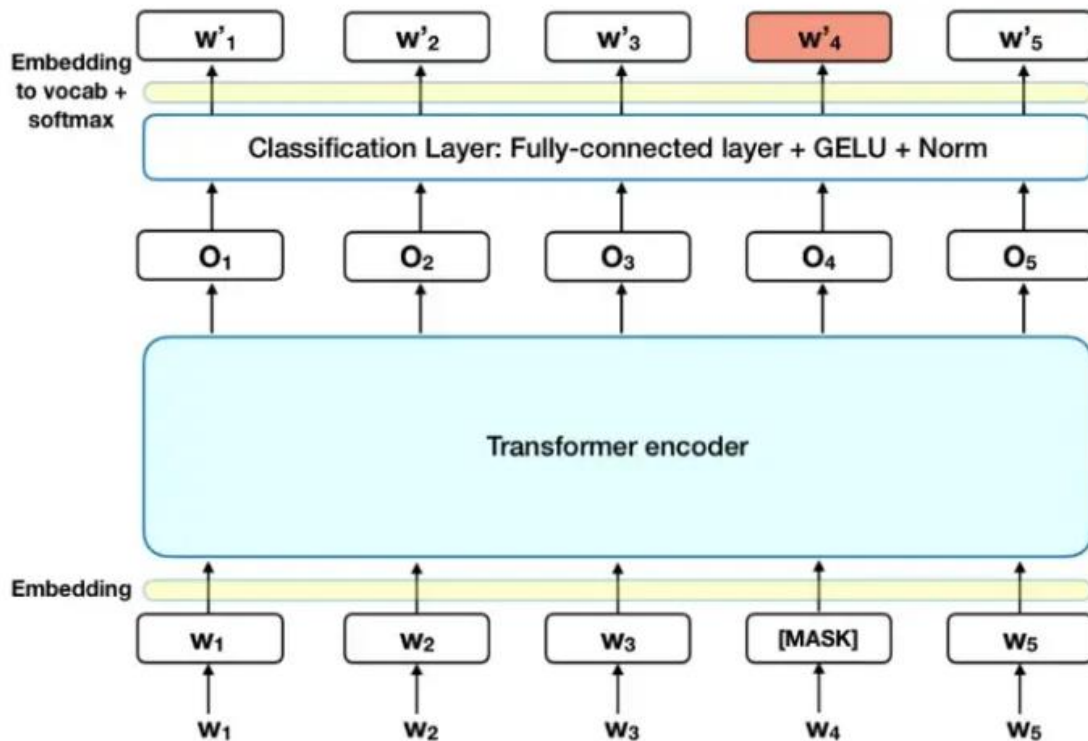 w'₁ w'₂ w'₃ w'₄ w'₅
Embedding
to vocab +
softmax
Classification Layer: Fully-connected layer + GELU + Norm
O₁ O₂ O₃ O₄ O₅
Transformer encoder
Embedding
w₁ w₂ w₃ [MASK] w₅
w₁ w₂ w₃ w₄ w₅